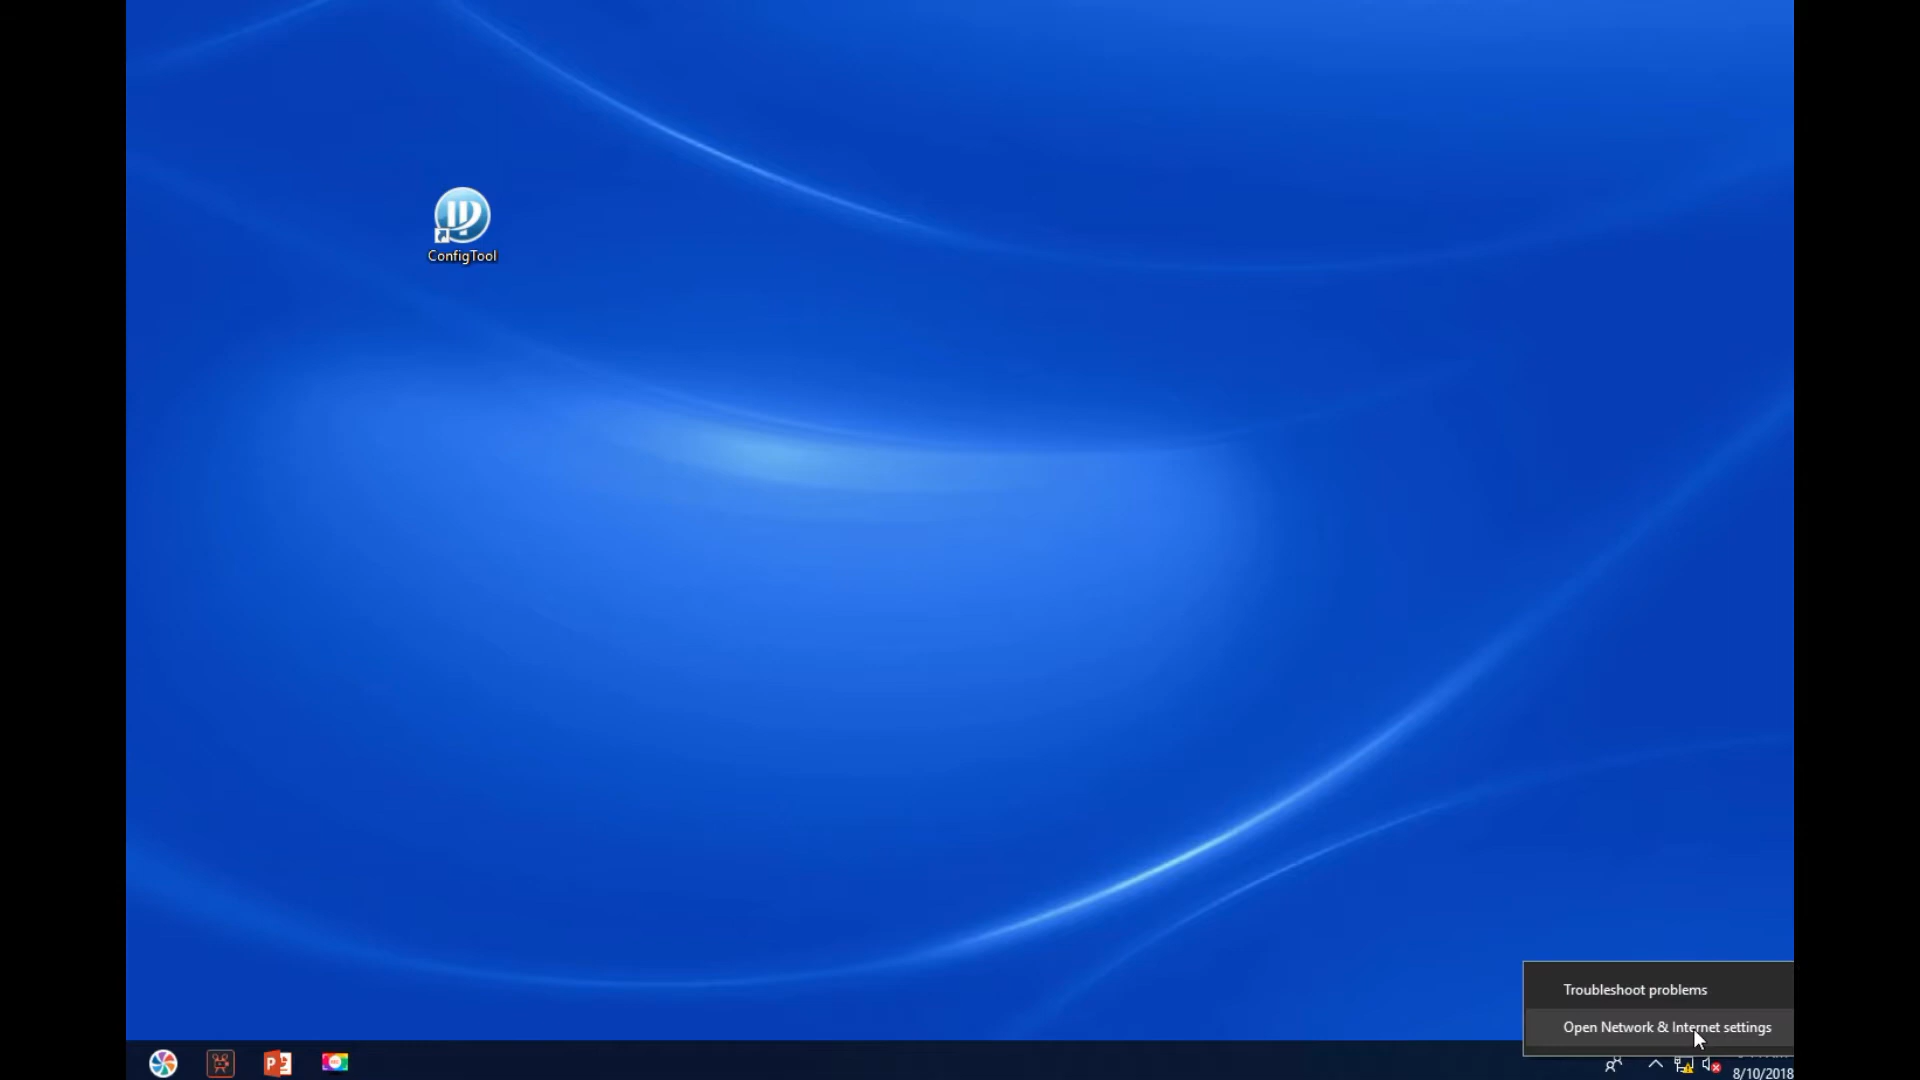 ConfigTool
Troubleshoot problems
Open Network & Internet settings
8/10/2018